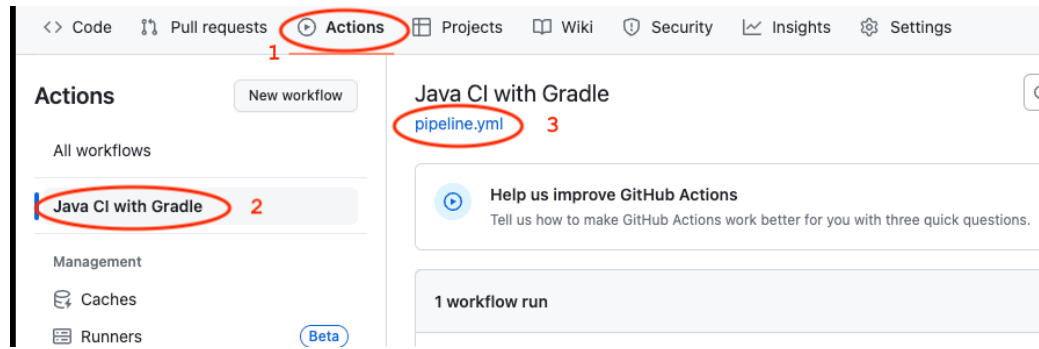 <> Code Pull requests Actions Projects Wiki Security Insights Settings
1
Actions
New workflow
All workflows
Java CI with Gradle 2
Management
Caches
Runners Beta
Java CI with Gradle
pipeline.yml 3
Help us improve GitHub Actions
Tell us how to make GitHub Actions work better for you with three quick questions.
1 workflow run